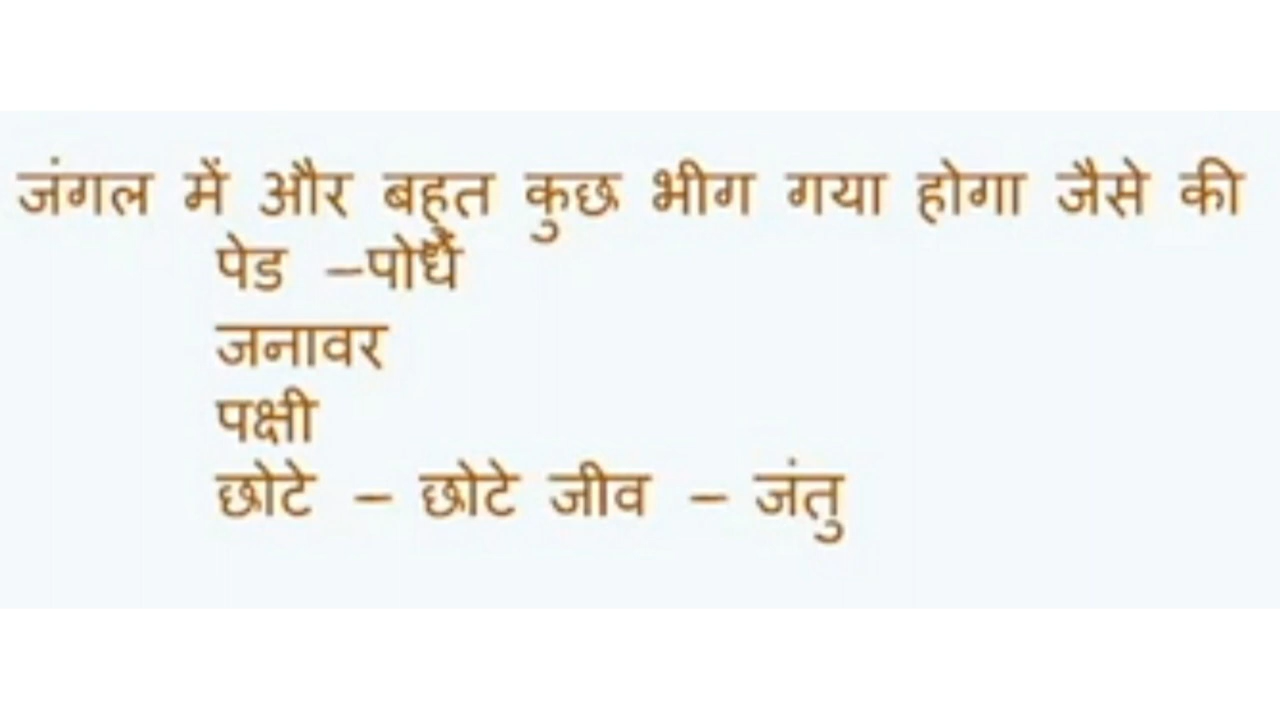 जंगल में और बहुत कुछ भीग गया होगा जैसे की
पेड –पोधैं
जनावर
पक्षी
छोटे – छोटे जीव – जंतु